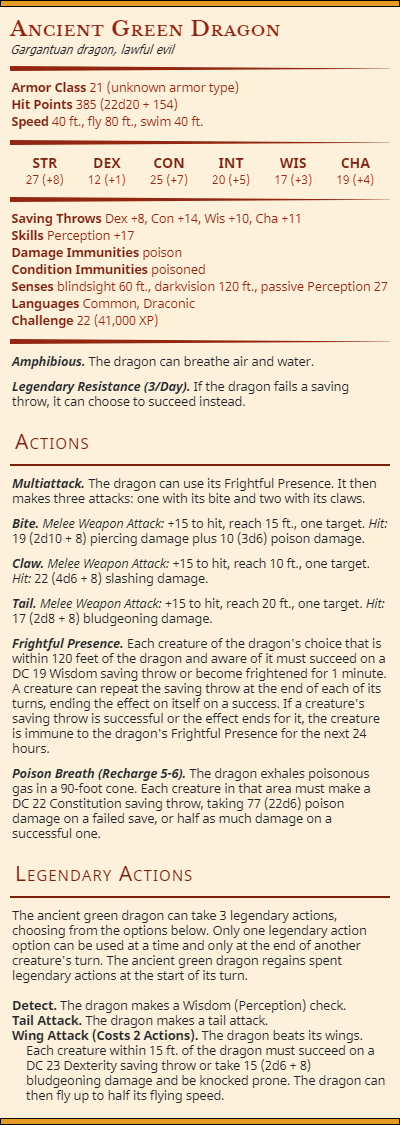 Ancient Green Dragon
Gargantuan dragon, lawful evil
Armor Class 21 (unknown armor type)
Hit Points 385 (22d20 + 154)
Speed 40 ft., fly 80 ft., swim 40 ft.
STR DEX CON INT WIS CHA
27 (+8) 12 (+1) 25 (+7) 20 (+5) 17 (+3) 19 (+4)
Saving Throws Dex +8, Con +14, Wis +10, Cha +11
Skills Perception +17
Damage Immunities poison
Condition Immunities poisoned
Senses blindsight 60 ft., darkvision 120 ft., passive Perception 27
Languages Common, Draconic
Challenge 22 (41,000 XP)
Amphibious. The dragon can breathe air and water.
Legendary Resistance (3/Day). If the dragon fails a saving
throw, it can choose to succeed instead.
Actions
Multiattack. The dragon can use its Frightful Presence. It then
makes three attacks: one with its bite and two with its claws.
Bite. Melee Weapon Attack: +15 to hit, reach 15 ft., one target. Hit:
19 (2d10 + 8) piercing damage plus 10 (3d6) poison damage.
Claw. Melee Weapon Attack: +15 to hit, reach 10 ft., one target.
Hit: 22 (4d6 + 8) slashing damage.
Tail. Melee Weapon Attack: +15 to hit, reach 20 ft., one target. Hit:
17 (2d8 + 8) bludgeoning damage.
Frightful Presence. Each creature of the dragon's choice that is
within 120 feet of the dragon and aware of it must succeed on a
DC 19 Wisdom saving throw or become frightened for 1 minute.
A creature can repeat the saving throw at the end of each of its
turns, ending the effect on itself on a success. If a creature's
saving throw is successful or the effect ends for it, the creature
is immune to the dragon's Frightful Presence for the next 24
hours.
Poison Breath (Recharge 5-6). The dragon exhales poisonous
gas in a 90-foot cone. Each creature in that area must make a
DC 22 Constitution saving throw, taking 77 (22d6) poison
damage on a failed save, or half as much damage on a
successful one.
Legendary Actions
The ancient green dragon can take 3 legendary actions,
choosing from the options below. Only one legendary action
option can be used at a time and only at the end of another
creature's turn. The ancient green dragon regains spent
legendary actions at the start of its turn.
Detect. The dragon makes a Wisdom (Perception) check.
Tail Attack. The dragon makes a tail attack.
Wing Attack (Costs 2 Actions). The dragon beats its wings.
Each creature within 15 ft. of the dragon must succeed on a
DC 23 Dexterity saving throw or take 15 (2d6 + 8)
bludgeoning damage and be knocked prone. The dragon can
then fly up to half its flying speed.